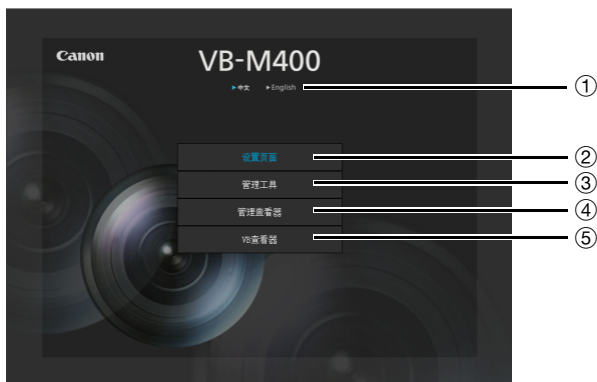 Canon
VB-M400
▶中文 ▶English
①
设置页面
②
管理工具
③
管理查看器
④
VB查看器
⑤